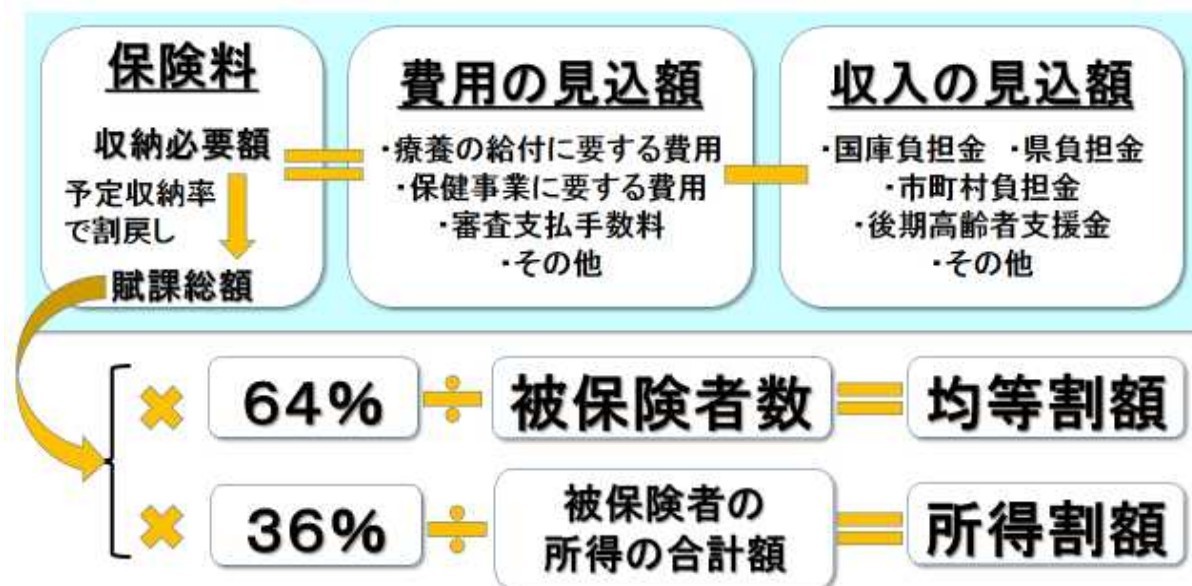 保険料
収納必要額
予定収納率
で割戻し
賦課総額
＝
費用の見込額
・療養の給付に要する費用
・保健事業に要する費用
・審査支払手数料
・その他
－
収入の見込額
・国庫負担金 ・県負担金
・市町村負担金
・後期高齢者支援金
・その他
× 64% ÷ 被保険者数 ＝ 均等割額
× 36% ÷ 被保険者の
所得の合計額 ＝ 所得割額